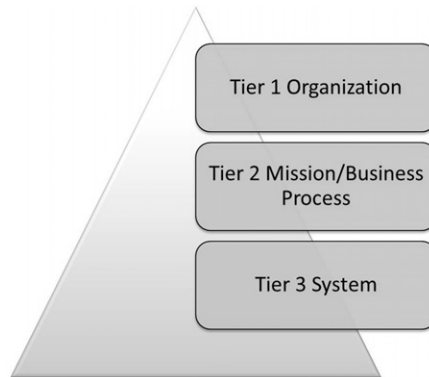 Tier 1 Organization
Tier 2 Mission/Business
Process
Tier 3 System